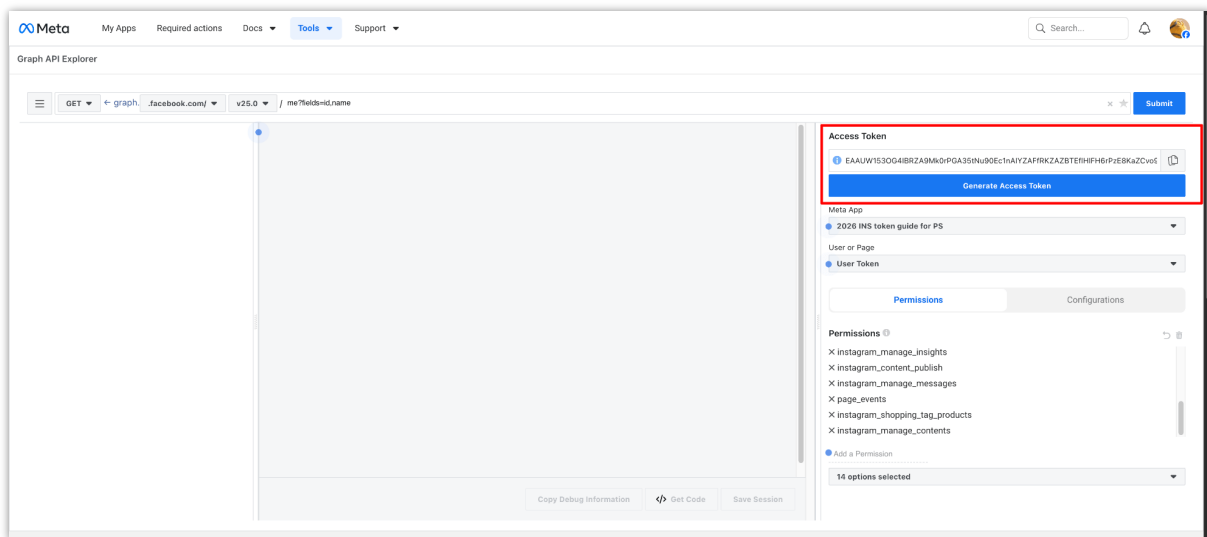 Meta My Apps Required actions Docs Tools Support Search...
Graph API Explorer
GET ← graph. .facebook.com/ v25.0 / me?fields=id,name Submit
Access Token
Generate Access Token
Meta App
2026 INS token guide for PS
User or Page
User Token
Permissions Configurations
Permissions
instagram_manage_insights
instagram_content_publish
instagram_manage_messages
page_events
instagram_shopping_tag_products
instagram_manage_contents
Add a Permission
14 options selected
Copy Debug Information </> Get Code Save Session